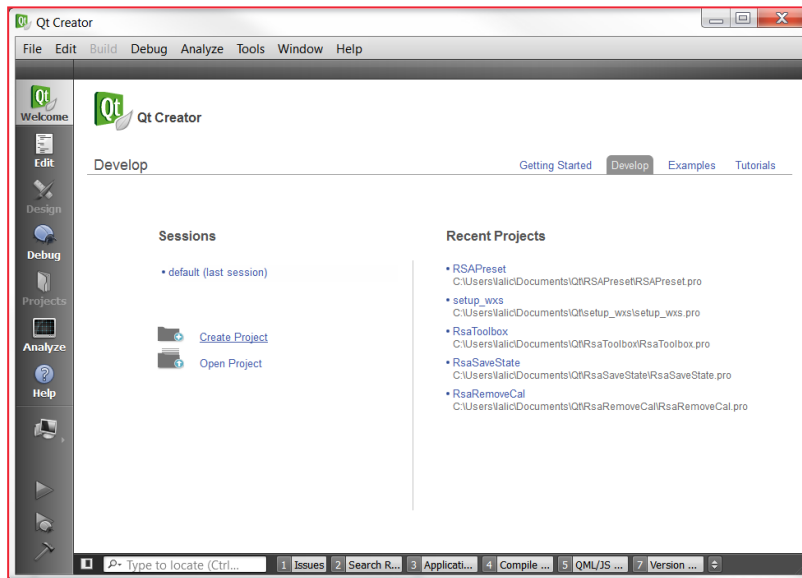 Qt Creator
File Edit Build Debug Analyze Tools Window Help
Qt
Welcome
Edit
Design
Debug
Projects
Analyze
Help
Qt Qt Creator
Develop
Getting Started Develop Examples Tutorials
Sessions
• default (last session)
Create Project
Open Project
Recent Projects
• RSAPreset
C:\Users\lalic\Documents\Qt\RSAPreset\RSAPreset.pro
• setup_wxs
C:\Users\lalic\Documents\Qt\setup_wxs\setup_wxs.pro
• RsaToolbox
C:\Users\lalic\Documents\Qt\RsaToolbox\RsaToolbox.pro
• RsaSaveState
C:\Users\lalic\Documents\Qt\RsaSaveState\RsaSaveState.pro
• RsaRemoveCal
C:\Users\lalic\Documents\Qt\RsaRemoveCal\RsaRemoveCal.pro
Type to locate (Ctrl... 1 Issues 2 Search R... 3 Applicati... 4 Compile ... 5 QML/JS ... 7 Version ...